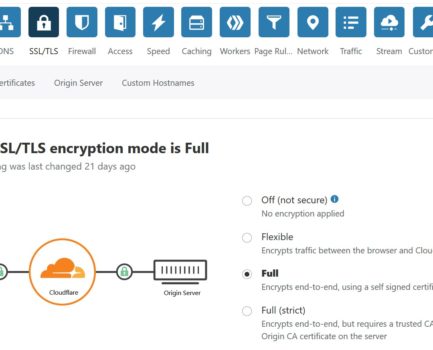 DNS SSL/TLS Firewall Access Speed Caching Workers Page Rul... Network Traffic Stream Custom
ertificates Origin Server Custom Hostnames
SL/TLS encryption mode is Full
ng was last changed 21 days ago
Off (not secure)
No encryption applied
Flexible
Encrypts traffic between the browser and Clou
Full
Encrypts end-to-end, using a self signed certifi
Full (strict)
Encrypts end-to-end, but requires a trusted CA
Origin CA certificate on the server
Cloudflare
Origin Server